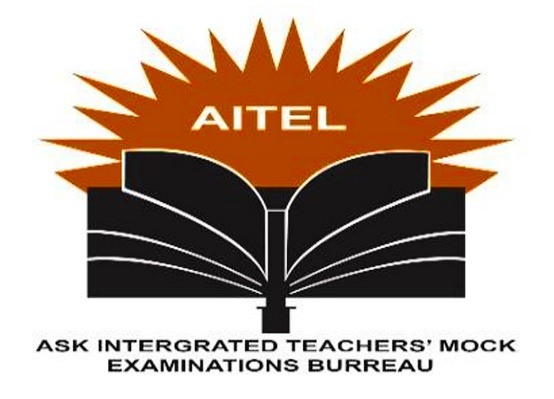 AITEL
ASK INTERGRATED TEACHERS' MOCK
EXAMINATIONS BURREAU